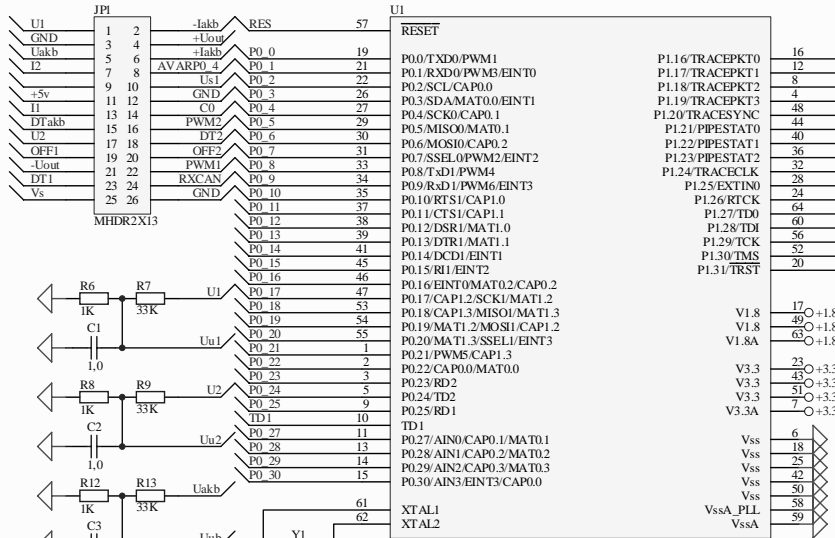 JP1
U1 1 2 -Iakb
GND 3 4 +Uout
Uakb 5 6 +Iakb
I2 7 8 AVARP0_4
9 10 Us1
+5v 11 12 GND
I1 13 14 C0
DTakb 15 16 PWM2
U2 17 18 DT2
OFF1 19 20 OFF2
-Uout 21 22 PWM1
DT1 23 24 RXCAN
Vs 25 26 GND
MHDR2X13
U1
RES 57 RESET
P0_0 19 P0.0/TXD0/PWM1
P0_1 21 P0.1/RXD0/PWM3/EINT0
P0_2 22 P0.2/SCL/CAP0.0
P0_3 26 P0.3/SDA/MAT0.0/EINT1
P0_4 27 P0.4/SCK0/CAP0.1
P0_5 29 P0.5/MISO0/MAT0.1
P0_6 30 P0.6/MOSI0/CAP0.2
P0_7 31 P0.7/SSEL0/PWM2/EINT2
P0_8 33 P0.8/TxD1/PWM4
P0_9 34 P0.9/RxD1/PWM6/EINT3
P0_10 35 P0.10/RTS1/CAP1.0
P0_11 37 P0.11/CTS1/CAP1.1
P0_12 38 P0.12/DSR1/MAT1.0
P0_13 39 P0.13/DTR1/MAT1.1
P0_14 41 P0.14/DCD1/EINT1
P0_15 45 P0.15/RI1/EINT2
P0_16 46 P0.16/EINT0/MAT0.2/CAP0.2
P0_17 47 P0.17/CAP1.2/SCK1/MAT1.2
P0_18 53 P0.18/CAP1.3/MISO1/MAT1.3
P0_19 54 P0.19/MAT1.2/MOSI1/CAP1.2
P0_20 55 P0.20/MAT1.3/SSEL1/EINT3
P0_21 1 P0.21/PWM5/CAP1.3
P0_22 2 P0.22/CAP0.0/MAT0.0
P0_23 3 P0.23/RD2
P0_24 5 P0.24/TD2
P0_25 9 P0.25/RD1
TD1 10 TD1
P0_27 11 P0.27/AIN0/CAP0.1/MAT0.1
P0_28 13 P0.28/AIN1/CAP0.2/MAT0.2
P0_29 14 P0.29/AIN2/CAP0.3/MAT0.3
P0_30 15 P0.30/AIN3/EINT3/CAP0.0
61 XTAL1
62 XTAL2
P1.16/TRACEPKT0 16
P1.17/TRACEPKT1 12
P1.18/TRACEPKT2 8
P1.19/TRACEPKT3 4
P1.20/TRACESYNC 48
P1.21/PIPESTAT0 44
P1.22/PIPESTAT1 40
P1.23/PIPESTAT2 36
P1.24/TRACECLK 32
P1.25/EXTIN0 28
P1.26/RTCK 24
P1.27/TD0 64
P1.28/TDI 60
P1.29/TCK 56
P1.30/TMS 52
P1.31/TRST 20
V1.8 17 +1.8
V1.8 49 +1.8
V1.8A 63 +1.8
V3.3 23 +3.3
V3.3 43 +3.3
V3.3 51 +3.3
V3.3A 7 +3.3
Vss 6
Vss 18
Vss 25
Vss 42
Vss 50
VssA_PLL 58
VssA 59
R6 R7 U1
1K 33K
C1 Uu1
1,0
R8 R9 U2
1K 33K
C2 Uu2
1,0
R12 R13 Uakb
1K 33K
C3 Uub
Y1